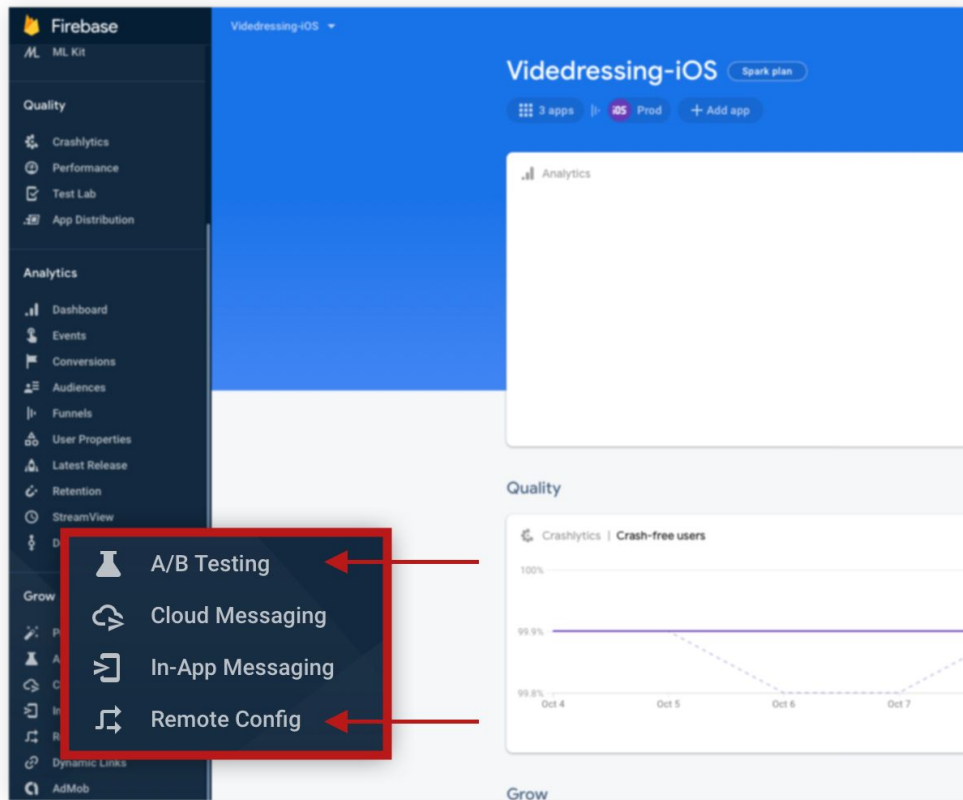 Firebase
Videdressing-iOS
ML Kit
Quality
Crashlytics
Performance
Test Lab
App Distribution
Analytics
Dashboard
Events
Conversions
Audiences
Funnels
User Properties
Latest Release
Retention
StreamView
D
Grow
P
A
C
In
R
Dynamic Links
AdMob
A/B Testing
Cloud Messaging
In-App Messaging
Remote Config
Videdressing-iOS Spark plan
3 apps iOS Prod + Add app
Analytics
Quality
Crashlytics | Crash-free users
100%
99.9%
99.8%
Oct 4 Oct 5 Oct 6 Oct 7
Grow